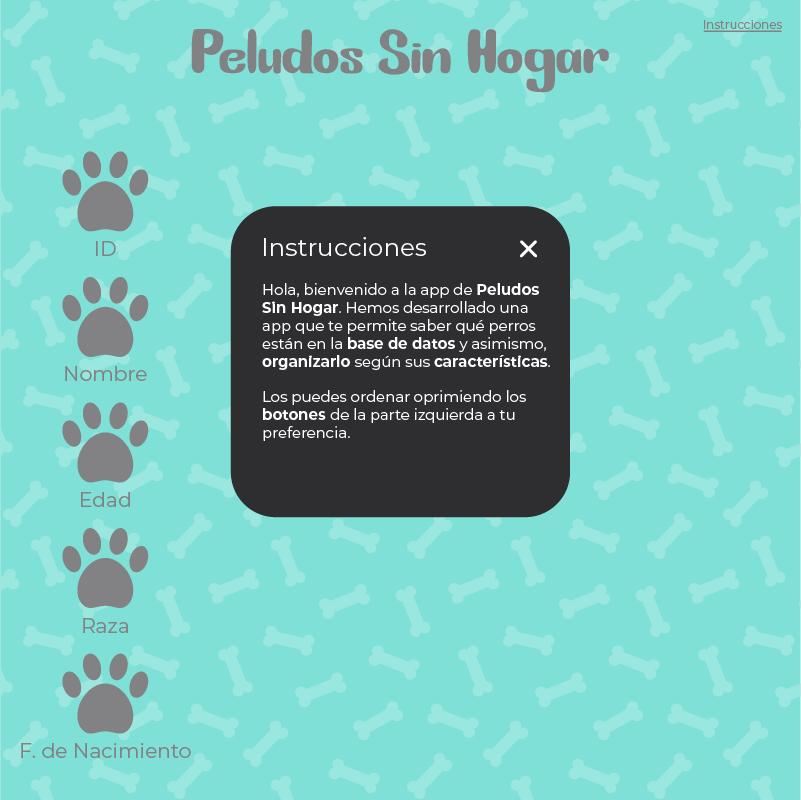 Instrucciones
Peludos Sin Hogar
ID
Nombre
Edad
Raza
F. de Nacimiento
Instrucciones
Hola, bienvenido a la app de Peludos
Sin Hogar. Hemos desarrollado una
app que te permite saber qué perros
están en la base de datos y asimismo,
organizarlo según sus características.
Los puedes ordenar oprimiendo los
botones de la parte izquierda a tu
preferencia.